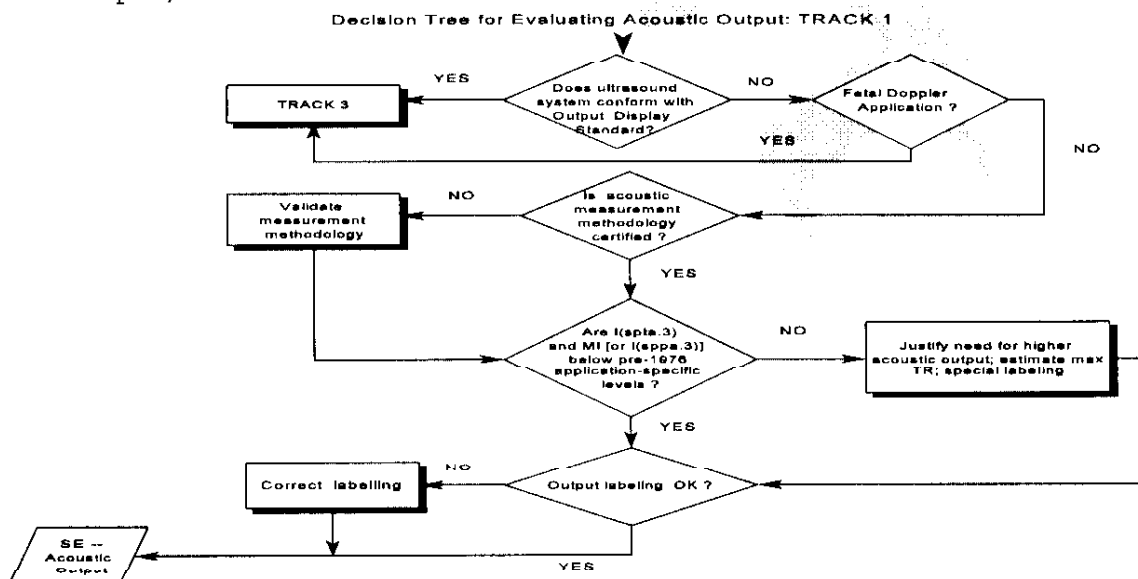 Decision Tree for Evaluating Acoustic Output: TRACK 1
YES
Does ultrasound
system conform with
Output Display
Standard?
NO
Fetal Doppler
Application ?
TRACK 3
YES
NO
NO
Is acoustic
measurement
methodology
certified ?
Validate
measurement
methodology
YES
Are I(spta.3)
and MI [or I(sppa.3)]
below pre-1976
application-specific
levels ?
NO
Justify need for higher
acoustic output; estimate max
TR; special labeling
YES
NO
Correct labelling
Output labeling OK ?
SE --
Acoustic
Output
YES